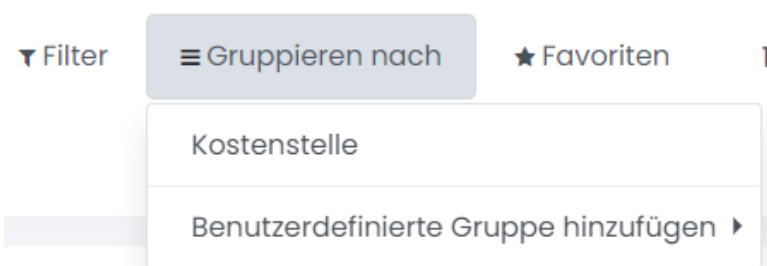 Filter Gruppieren nach Favoriten
Kostenstelle
Benutzerdefinierte Gruppe hinzufügen